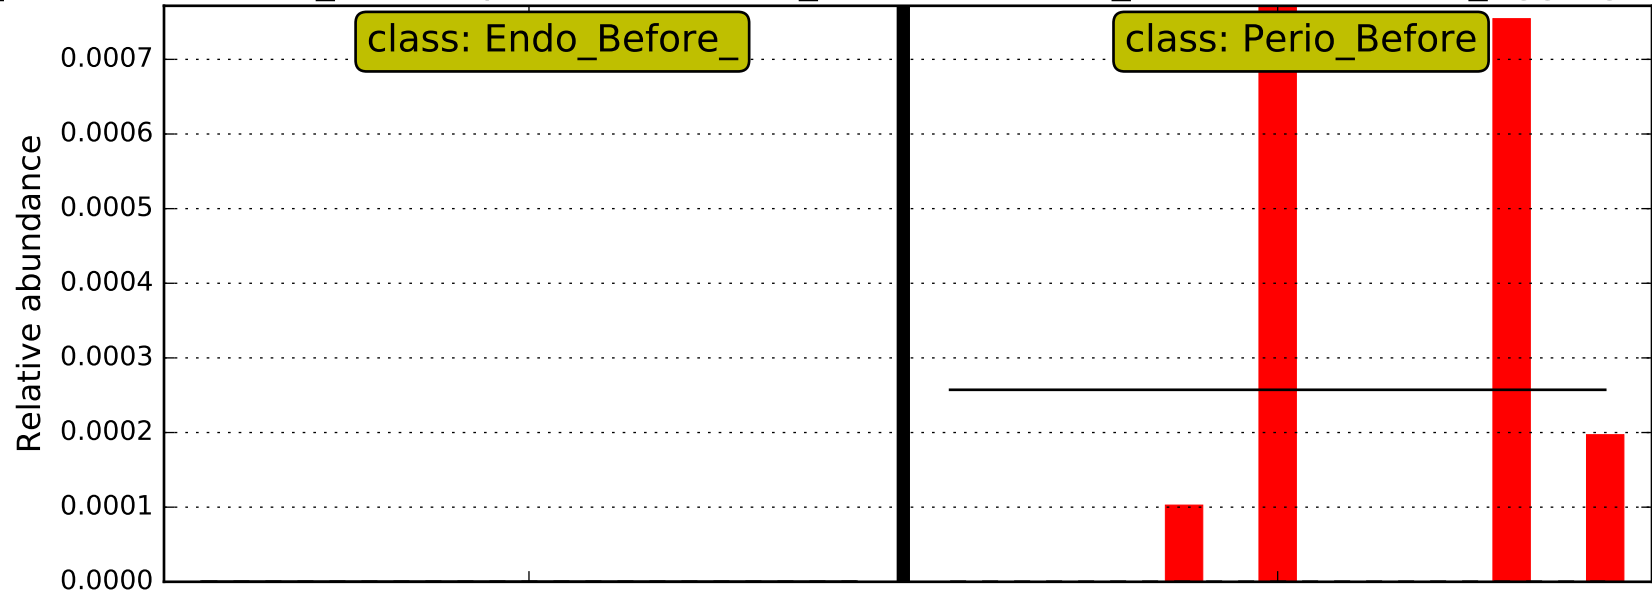 class: Endo_Before_
class: Perio_Before
Relative abundance
0.0007
0.0006
0.0005
0.0004
0.0003
0.0002
0.0001
0.0000